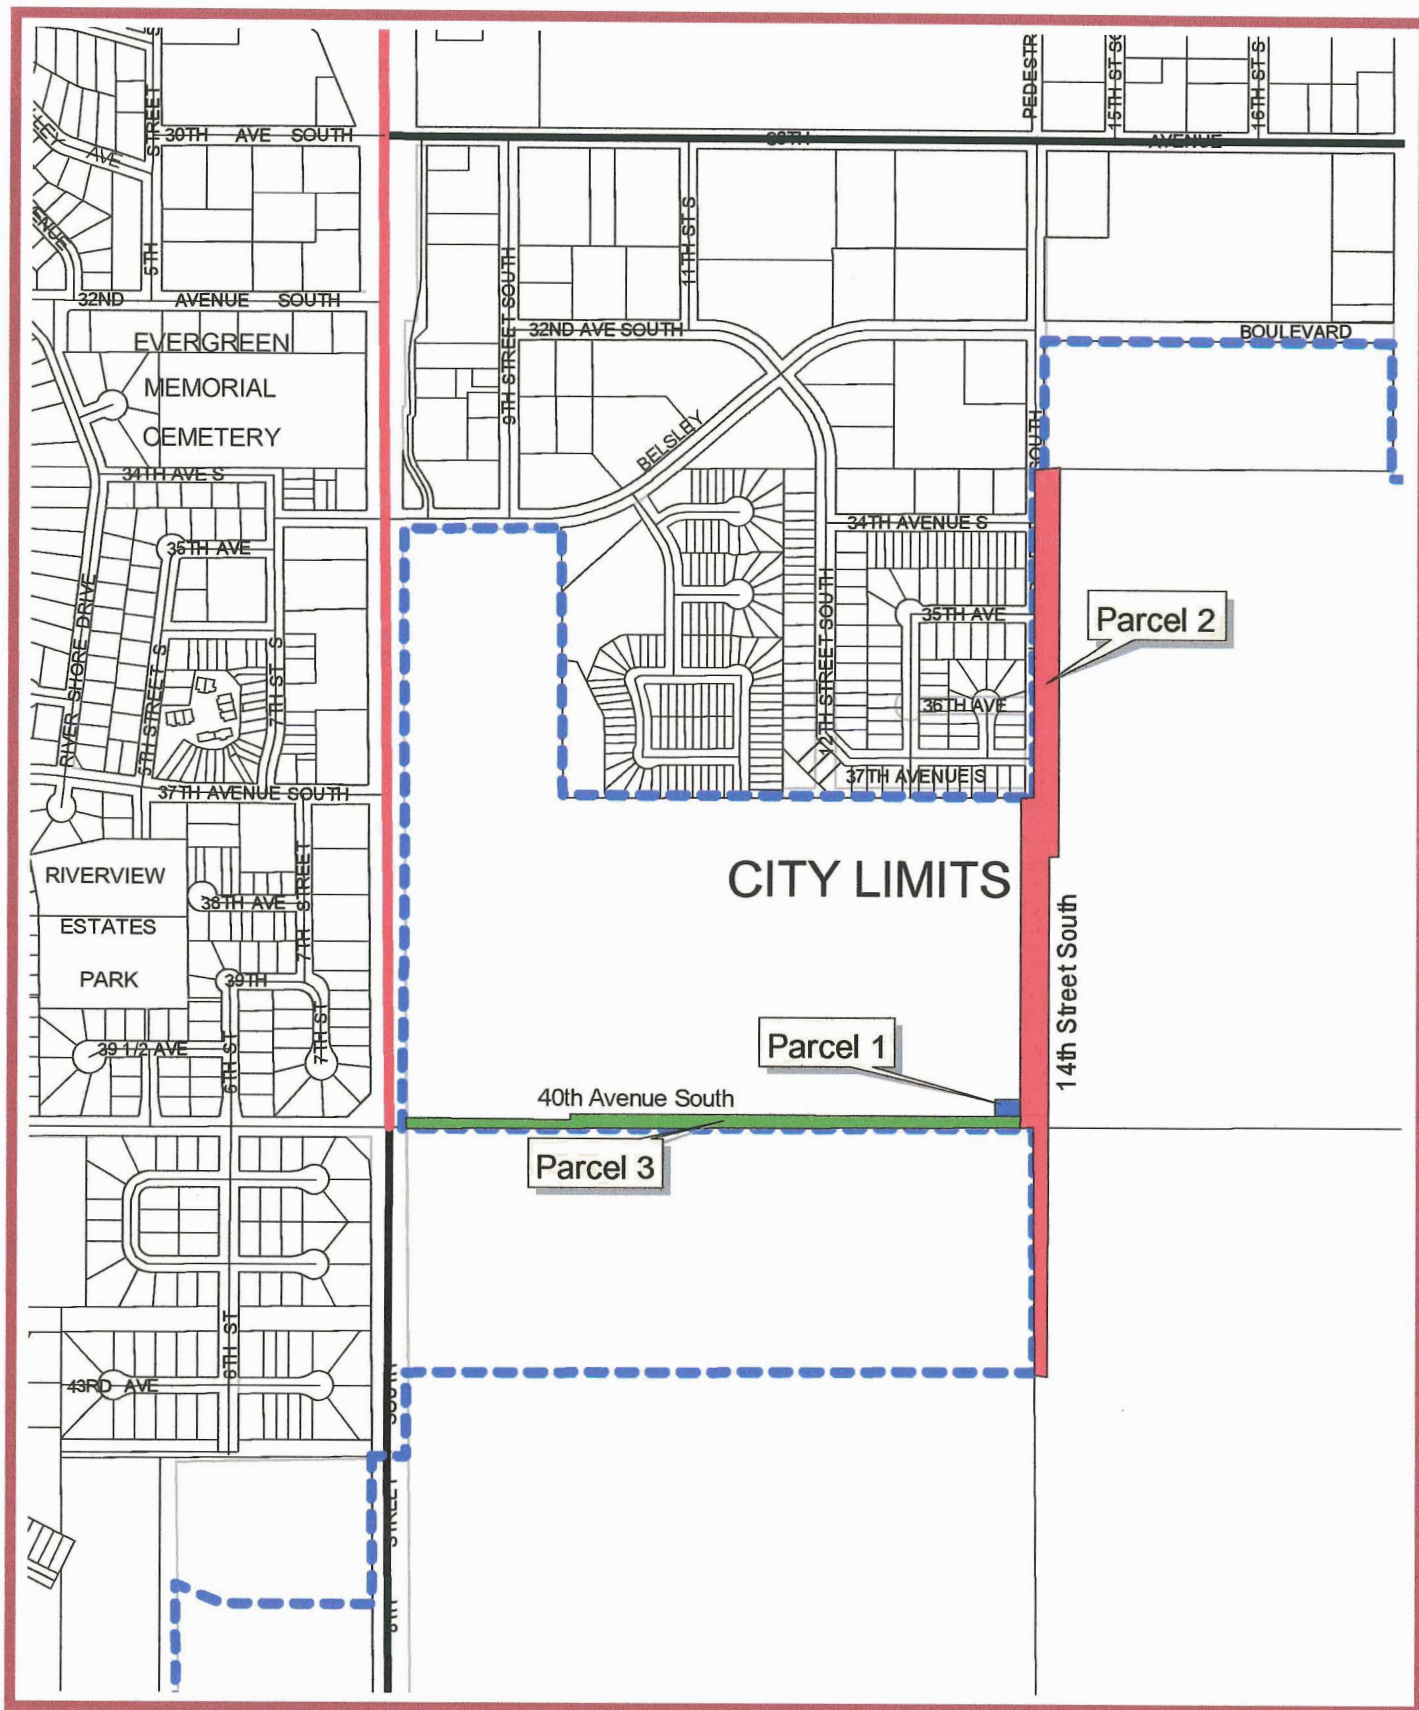 STREET S
PEDESTR
15TH ST S
16TH ST S
30TH AVE SOUTH
AVENUE
AVE
5TH
11TH ST S
9TH STREET SOUTH
32ND AVENUE SOUTH
32ND AVE SOUTH
BOULEVARD
EVERGREEN
MEMORIAL
CEMETERY
BELSLEY
SOUTH
34TH AVE S
34TH AVENUE S
35TH AVE
35TH AVE
Parcel 2
RIVER SHORE DRIVE
5TH STREET S
7TH ST S
12TH STREET SOUTH
36TH AVE
37TH AVENUE S
37TH AVENUE SOUTH
RIVERVIEW
ESTATES
PARK
38TH AVE
7TH STREET
39TH
CITY LIMITS
14th Street South
39 1/2 AVE
6TH ST
7TH ST
Parcel 1
40th Avenue South
Parcel 3
6TH ST
43RD AVE
SOUTH
STREET